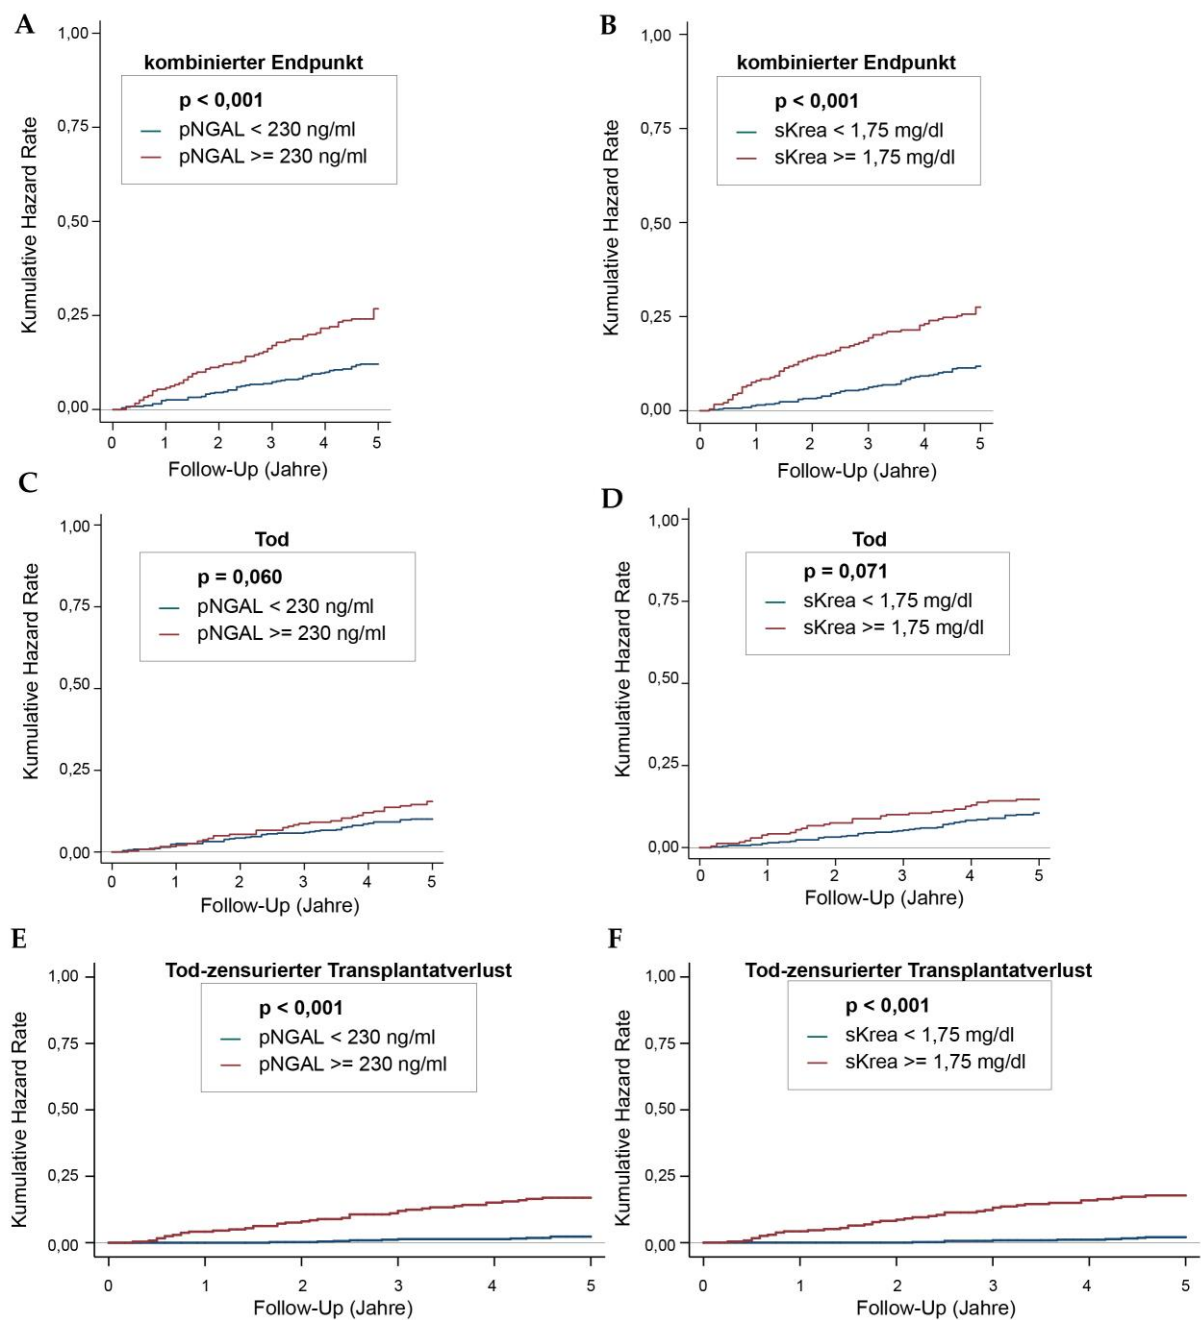 A
kombinierter Endpunkt
p < 0,001
pNGAL < 230 ng/ml
pNGAL >= 230 ng/ml
Kumulative Hazard Rate
1,00
0,75
0,50
0,25
0,00
0 1 2 3 4 5
Follow-Up (Jahre)
B
kombinierter Endpunkt
p < 0,001
sKrea < 1,75 mg/dl
sKrea >= 1,75 mg/dl
Kumulative Hazard Rate
1,00
0,75
0,50
0,25
0,00
0 1 2 3 4 5
Follow-Up (Jahre)
C
Tod
p = 0,060
pNGAL < 230 ng/ml
pNGAL >= 230 ng/ml
Kumulative Hazard Rate
1,00
0,75
0,50
0,25
0,00
0 1 2 3 4 5
Follow-Up (Jahre)
D
Tod
p = 0,071
sKrea < 1,75 mg/dl
sKrea >= 1,75 mg/dl
Kumulative Hazard Rate
1,00
0,75
0,50
0,25
0,00
0 1 2 3 4 5
Follow-Up (Jahre)
E
Tod-zensurierter Transplantatverlust
p < 0,001
pNGAL < 230 ng/ml
pNGAL >= 230 ng/ml
Kumulative Hazard Rate
1,00
0,75
0,50
0,25
0,00
0 1 2 3 4 5
Follow-Up (Jahre)
F
Tod-zensurierter Transplantatverlust
p < 0,001
sKrea < 1,75 mg/dl
sKrea >= 1,75 mg/dl
Kumulative Hazard Rate
1,00
0,75
0,50
0,25
0,00
0 1 2 3 4 5
Follow-Up (Jahre)